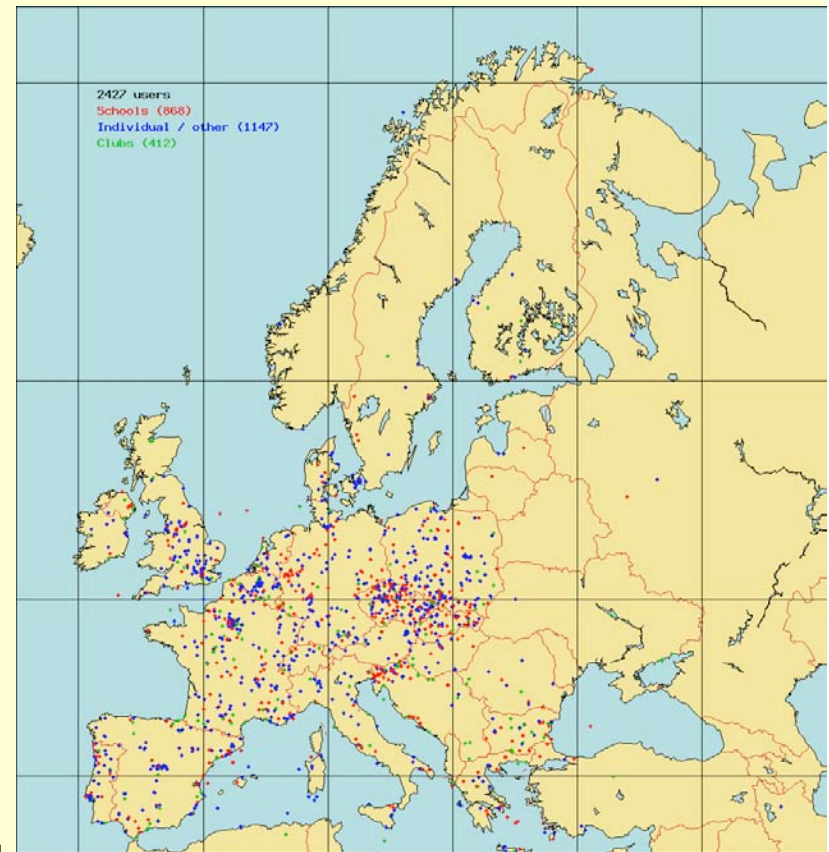 2427 users
Schools (868)
Individual / other (1147)
Clubs (412)